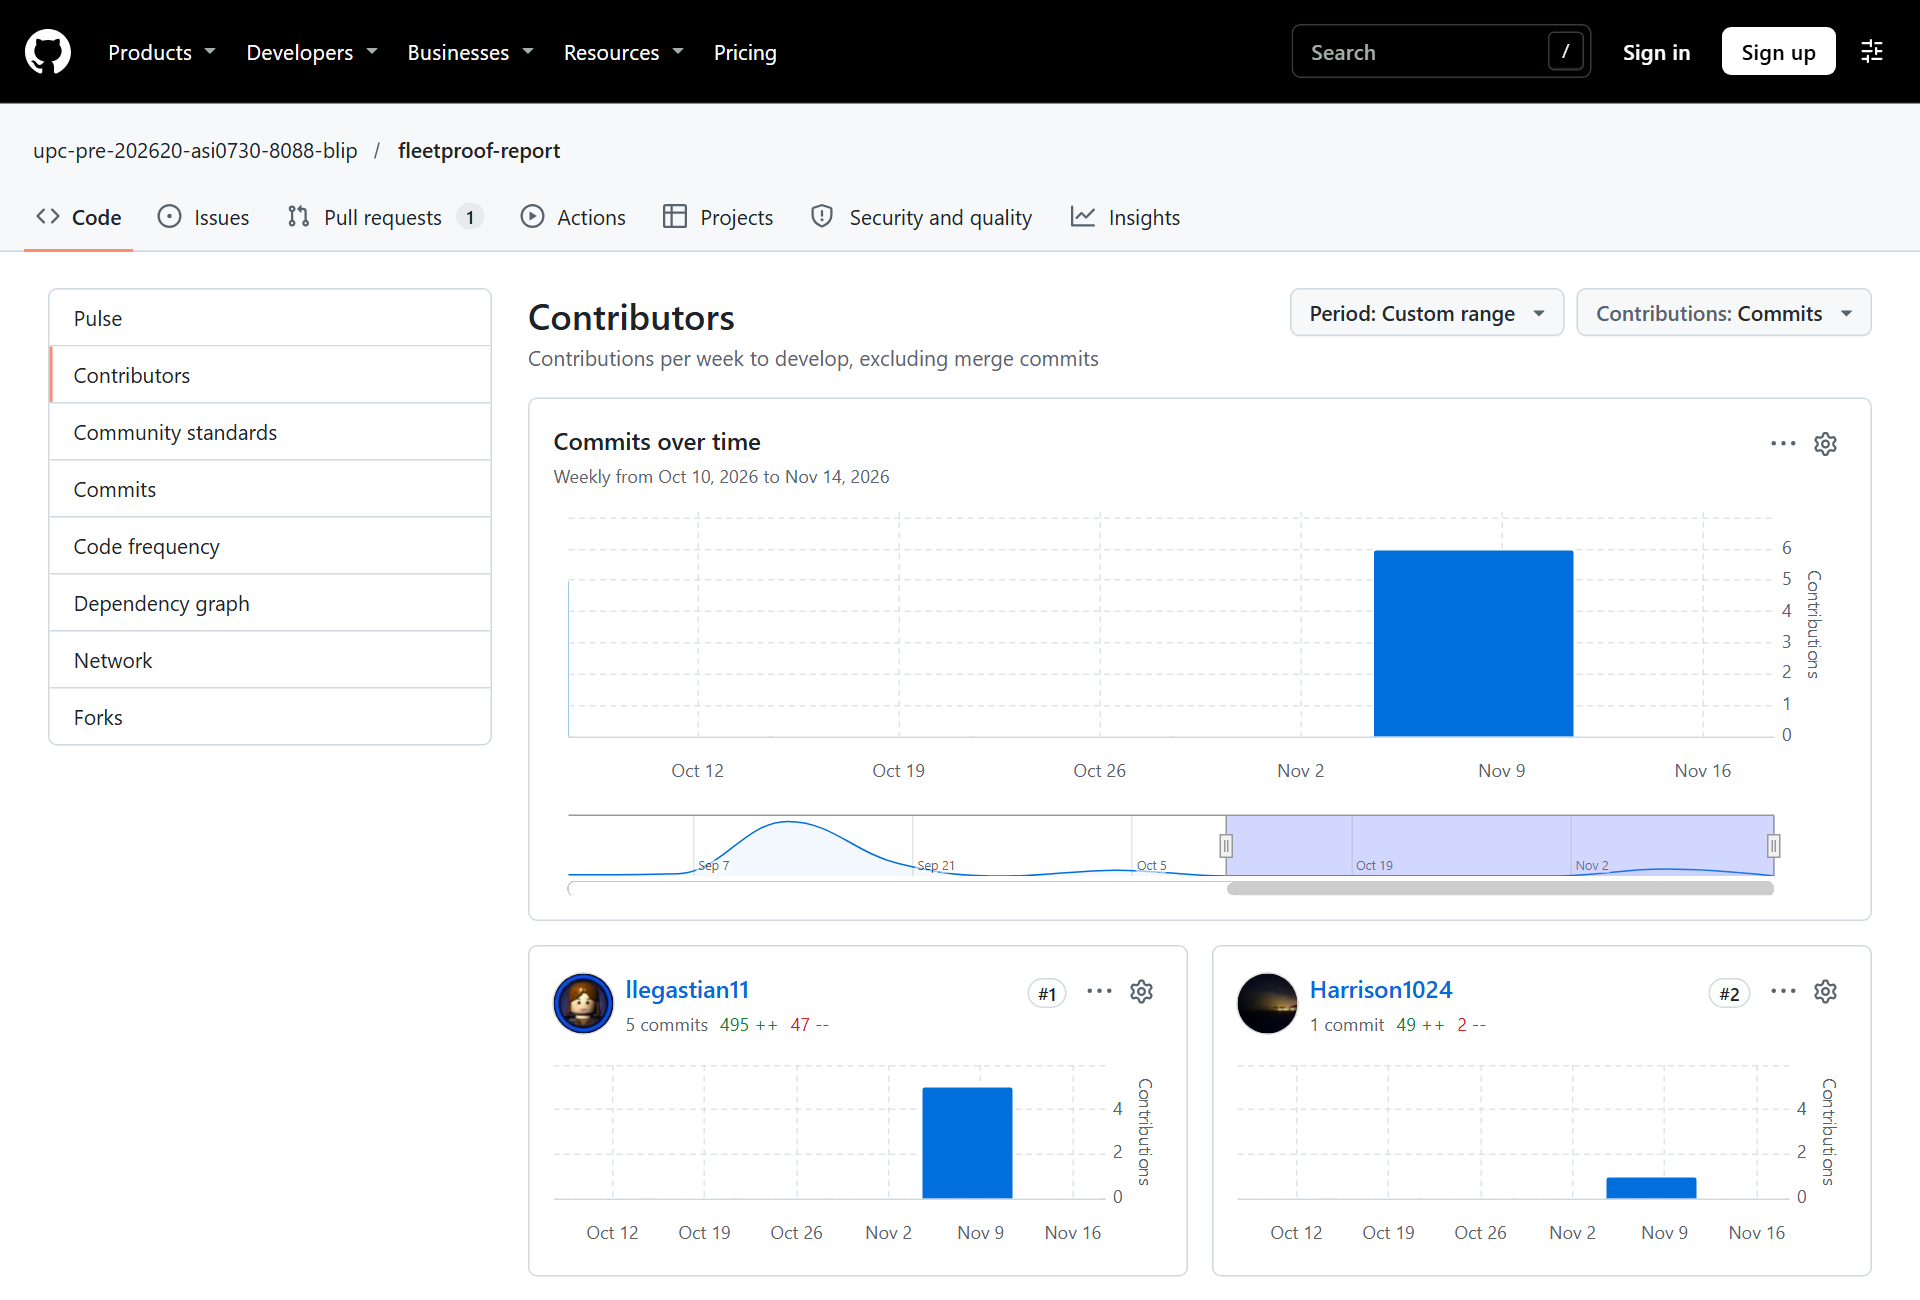 Products Developers Businesses Resources Pricing Search / Sign in Sign up
upc-pre-202620-asi0730-8088-blip / fleetproof-report
Code Issues Pull requests 1 Actions Projects Security and quality Insights
Pulse
Contributors
Community standards
Commits
Code frequency
Dependency graph
Network
Forks
Contributors
Contributions per week to develop, excluding merge commits
Period: Custom range
Contributions: Commits
Commits over time
Weekly from Oct 10, 2026 to Nov 14, 2026
6
5
4
3
2
1
0
Contributions
Oct 12 Oct 19 Oct 26 Nov 2 Nov 9 Nov 16
Sep 7 Sep 21 Oct 5 Oct 19 Nov 2
llegastian11
#1
5 commits 495 ++ 47 --
4
2
0
Contributions
Oct 12 Oct 19 Oct 26 Nov 2 Nov 9 Nov 16
Harrison1024
#2
1 commit 49 ++ 2 --
4
2
0
Contributions
Oct 12 Oct 19 Oct 26 Nov 2 Nov 9 Nov 16